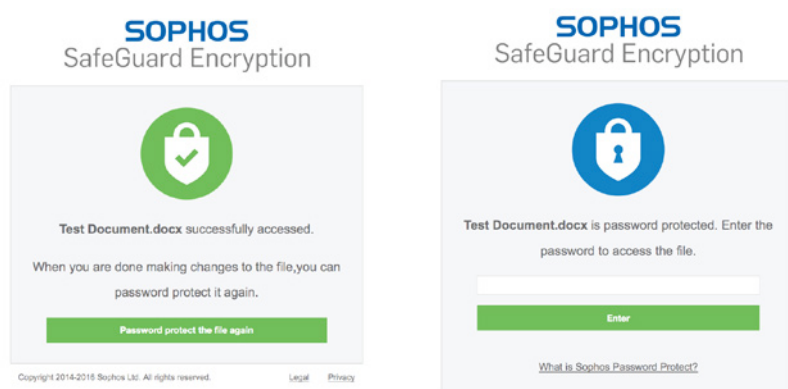 SOPHOS
SafeGuard Encryption
Test Document.docx successfully accessed.
When you are done making changes to the file,you can
password protect it again.
Password protect the file again
Copyright 2014-2016 Sophos Ltd. All rights reserved.
Legal
Privacy
SOPHOS
SafeGuard Encryption
Test Document.docx is password protected. Enter the
password to access the file.
Enter
What is Sophos Password Protect?